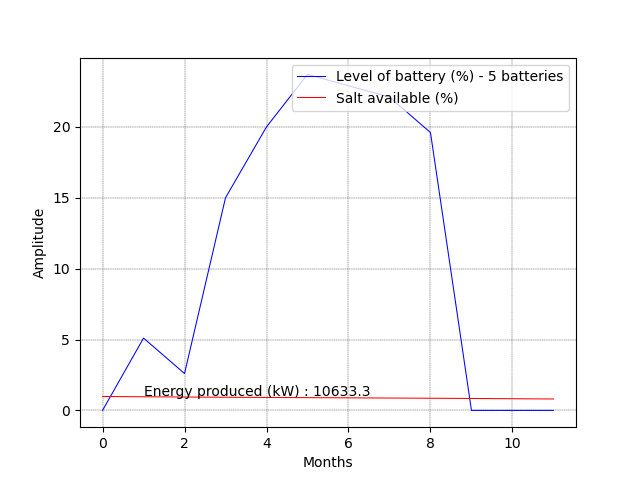 Level of battery (%) - 5 batteries
Salt available (%)
20
15
10
5
0
Amplitude
Energy produced (kW) : 10633.3
0 2 4 6 8 10
Months